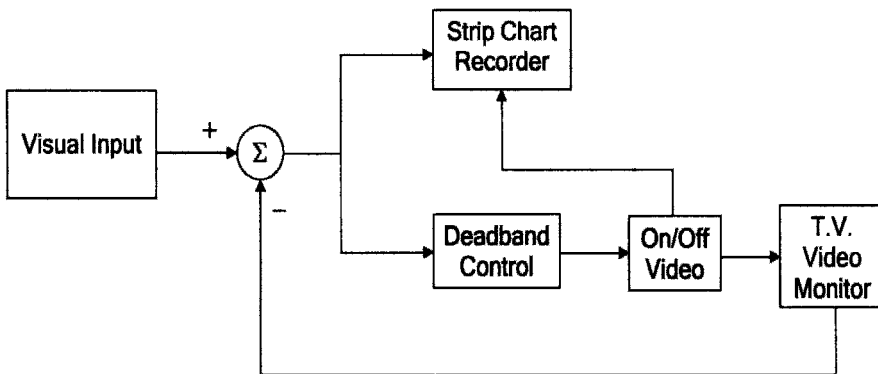 Strip Chart
Recorder
Visual Input
+
Σ
−
Deadband
Control
On/Off
Video
T.V.
Video
Monitor